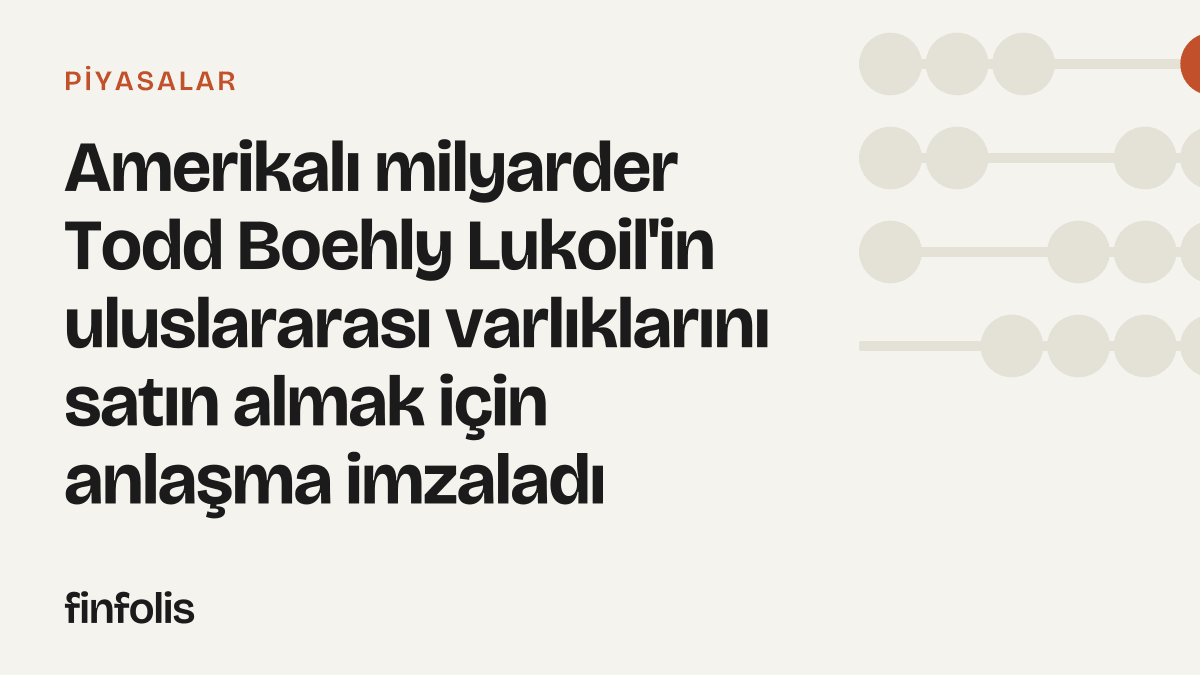 PİYASALAR
Amerikalı milyarder
Todd Boehly Lukoil'in
uluslararası varlıklarını
satın almak için
anlaşma imzaladı
finfolis